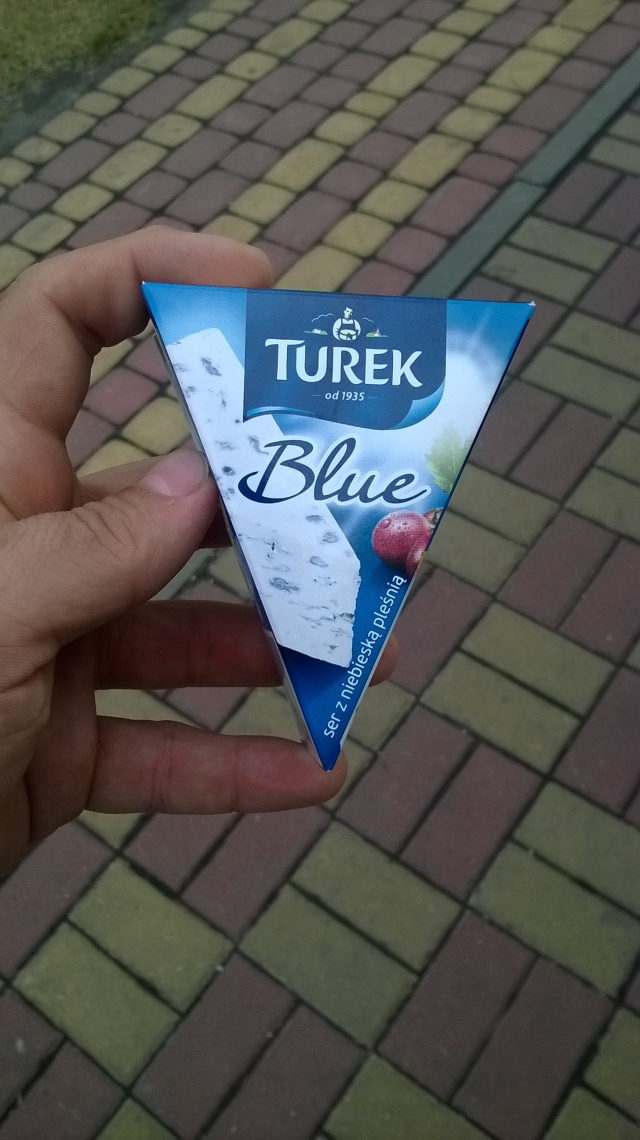 TUREK
od 1935
Blue
ser z niebieską pleśnią